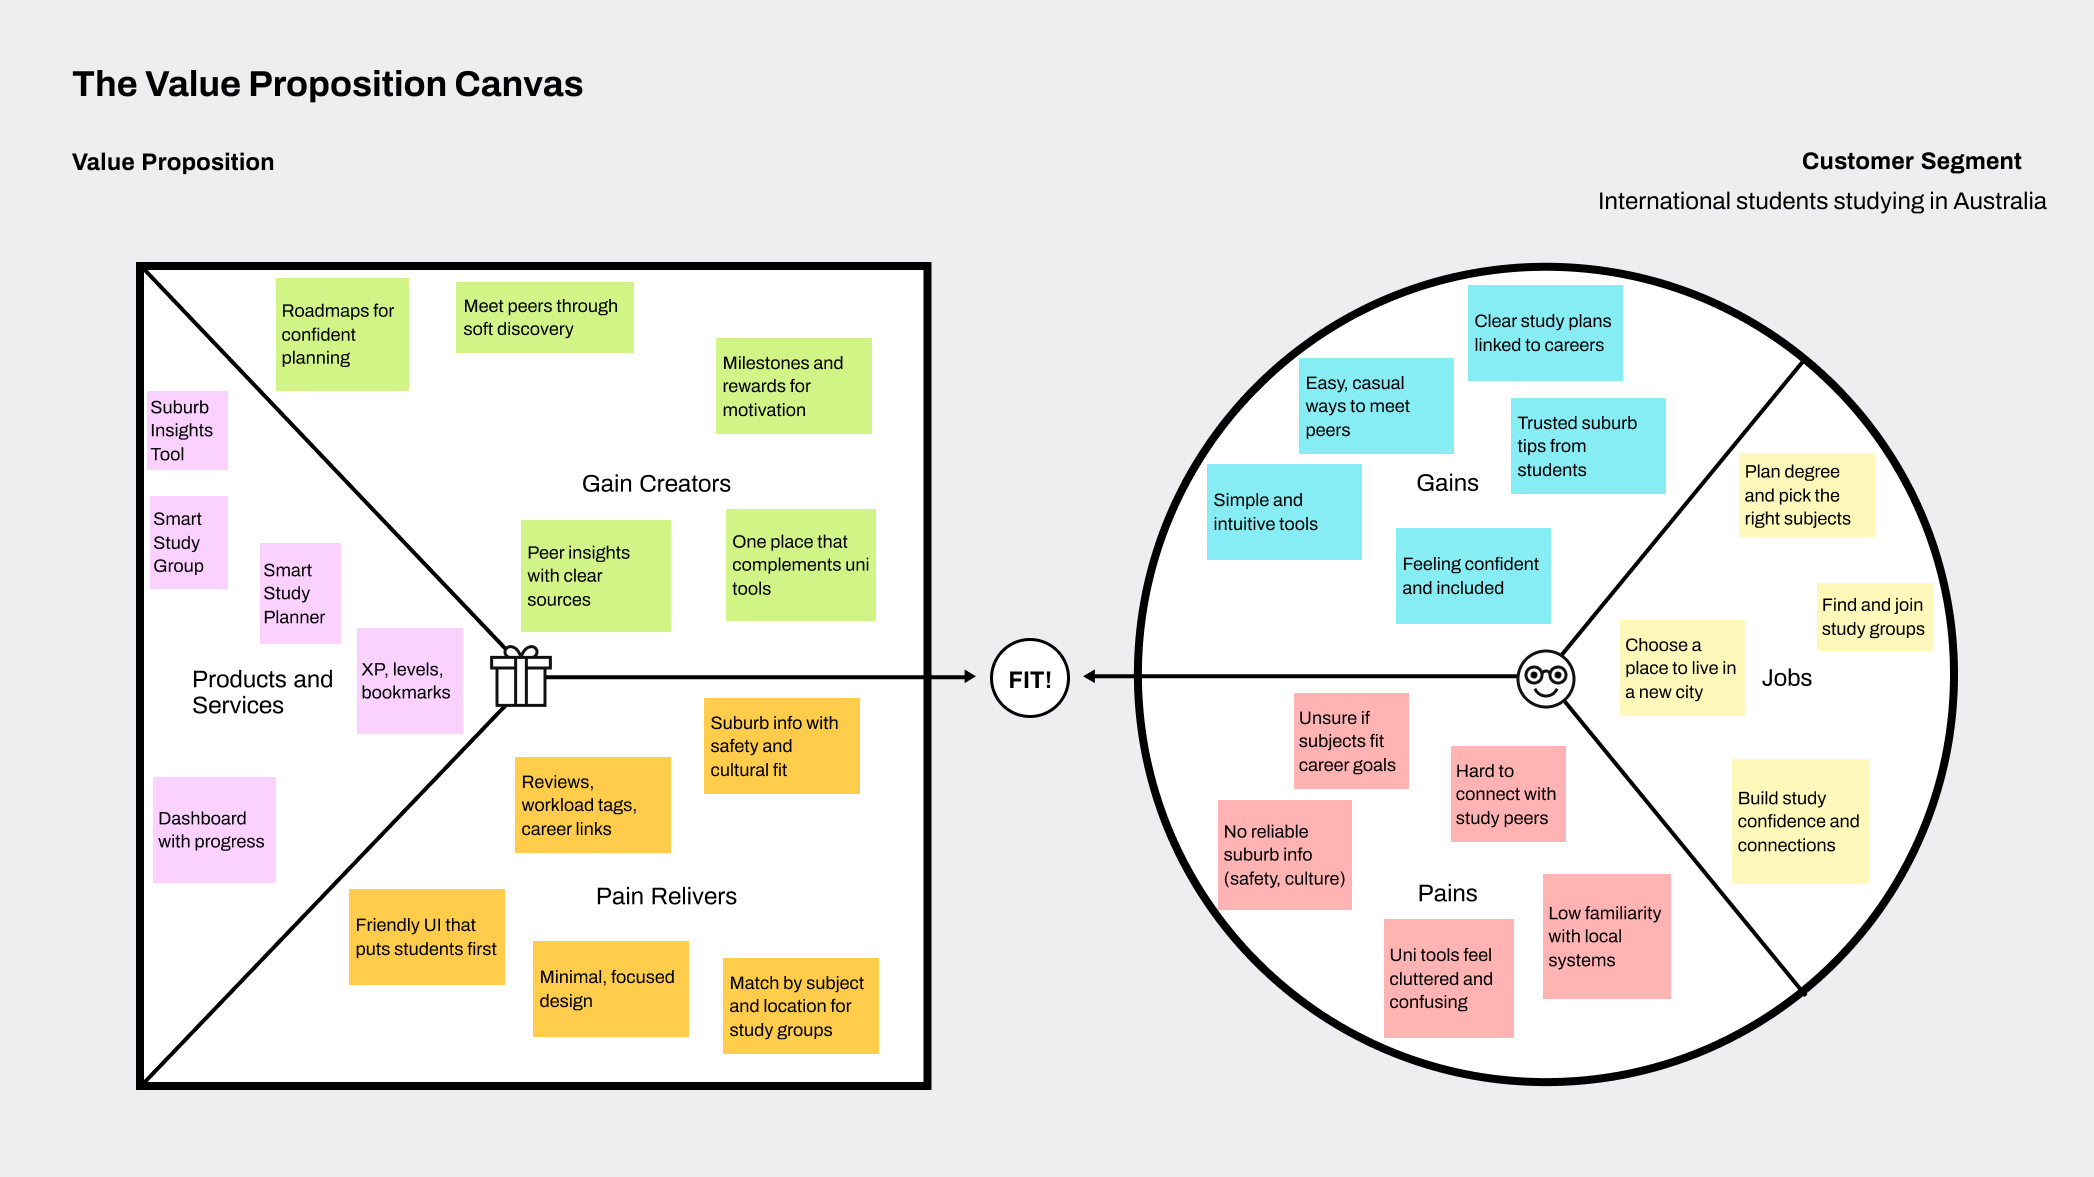 The Value Proposition Canvas
Value Proposition
Customer Segment
International students studying in Australia
Roadmaps for
confident
planning
Meet peers through
soft discovery
Milestones and
rewards for
motivation
Gain Creators
Peer insights
with clear
sources
One place that
complements uni
tools
Suburb
Insights
Tool
Smart
Study
Group
Smart
Study
Planner
XP, levels,
bookmarks
Products and
Services
Dashboard
with progress
Suburb info with
safety and
cultural fit
Reviews,
workload tags,
career links
Pain Relivers
Friendly UI that
puts students first
Minimal, focused
design
Match by subject
and location for
study groups
FIT!
Clear study plans
linked to careers
Easy, casual
ways to meet
peers
Trusted suburb
tips from
students
Gains
Simple and
intuitive tools
Feeling confident
and included
Plan degree
and pick the
right subjects
Find and join
study groups
Choose a
place to live in
a new city
Jobs
Build study
confidence and
connections
Unsure if
subjects fit
career goals
Hard to
connect with
study peers
No reliable
suburb info
(safety, culture)
Pains
Low familiarity
with local
systems
Uni tools feel
cluttered and
confusing